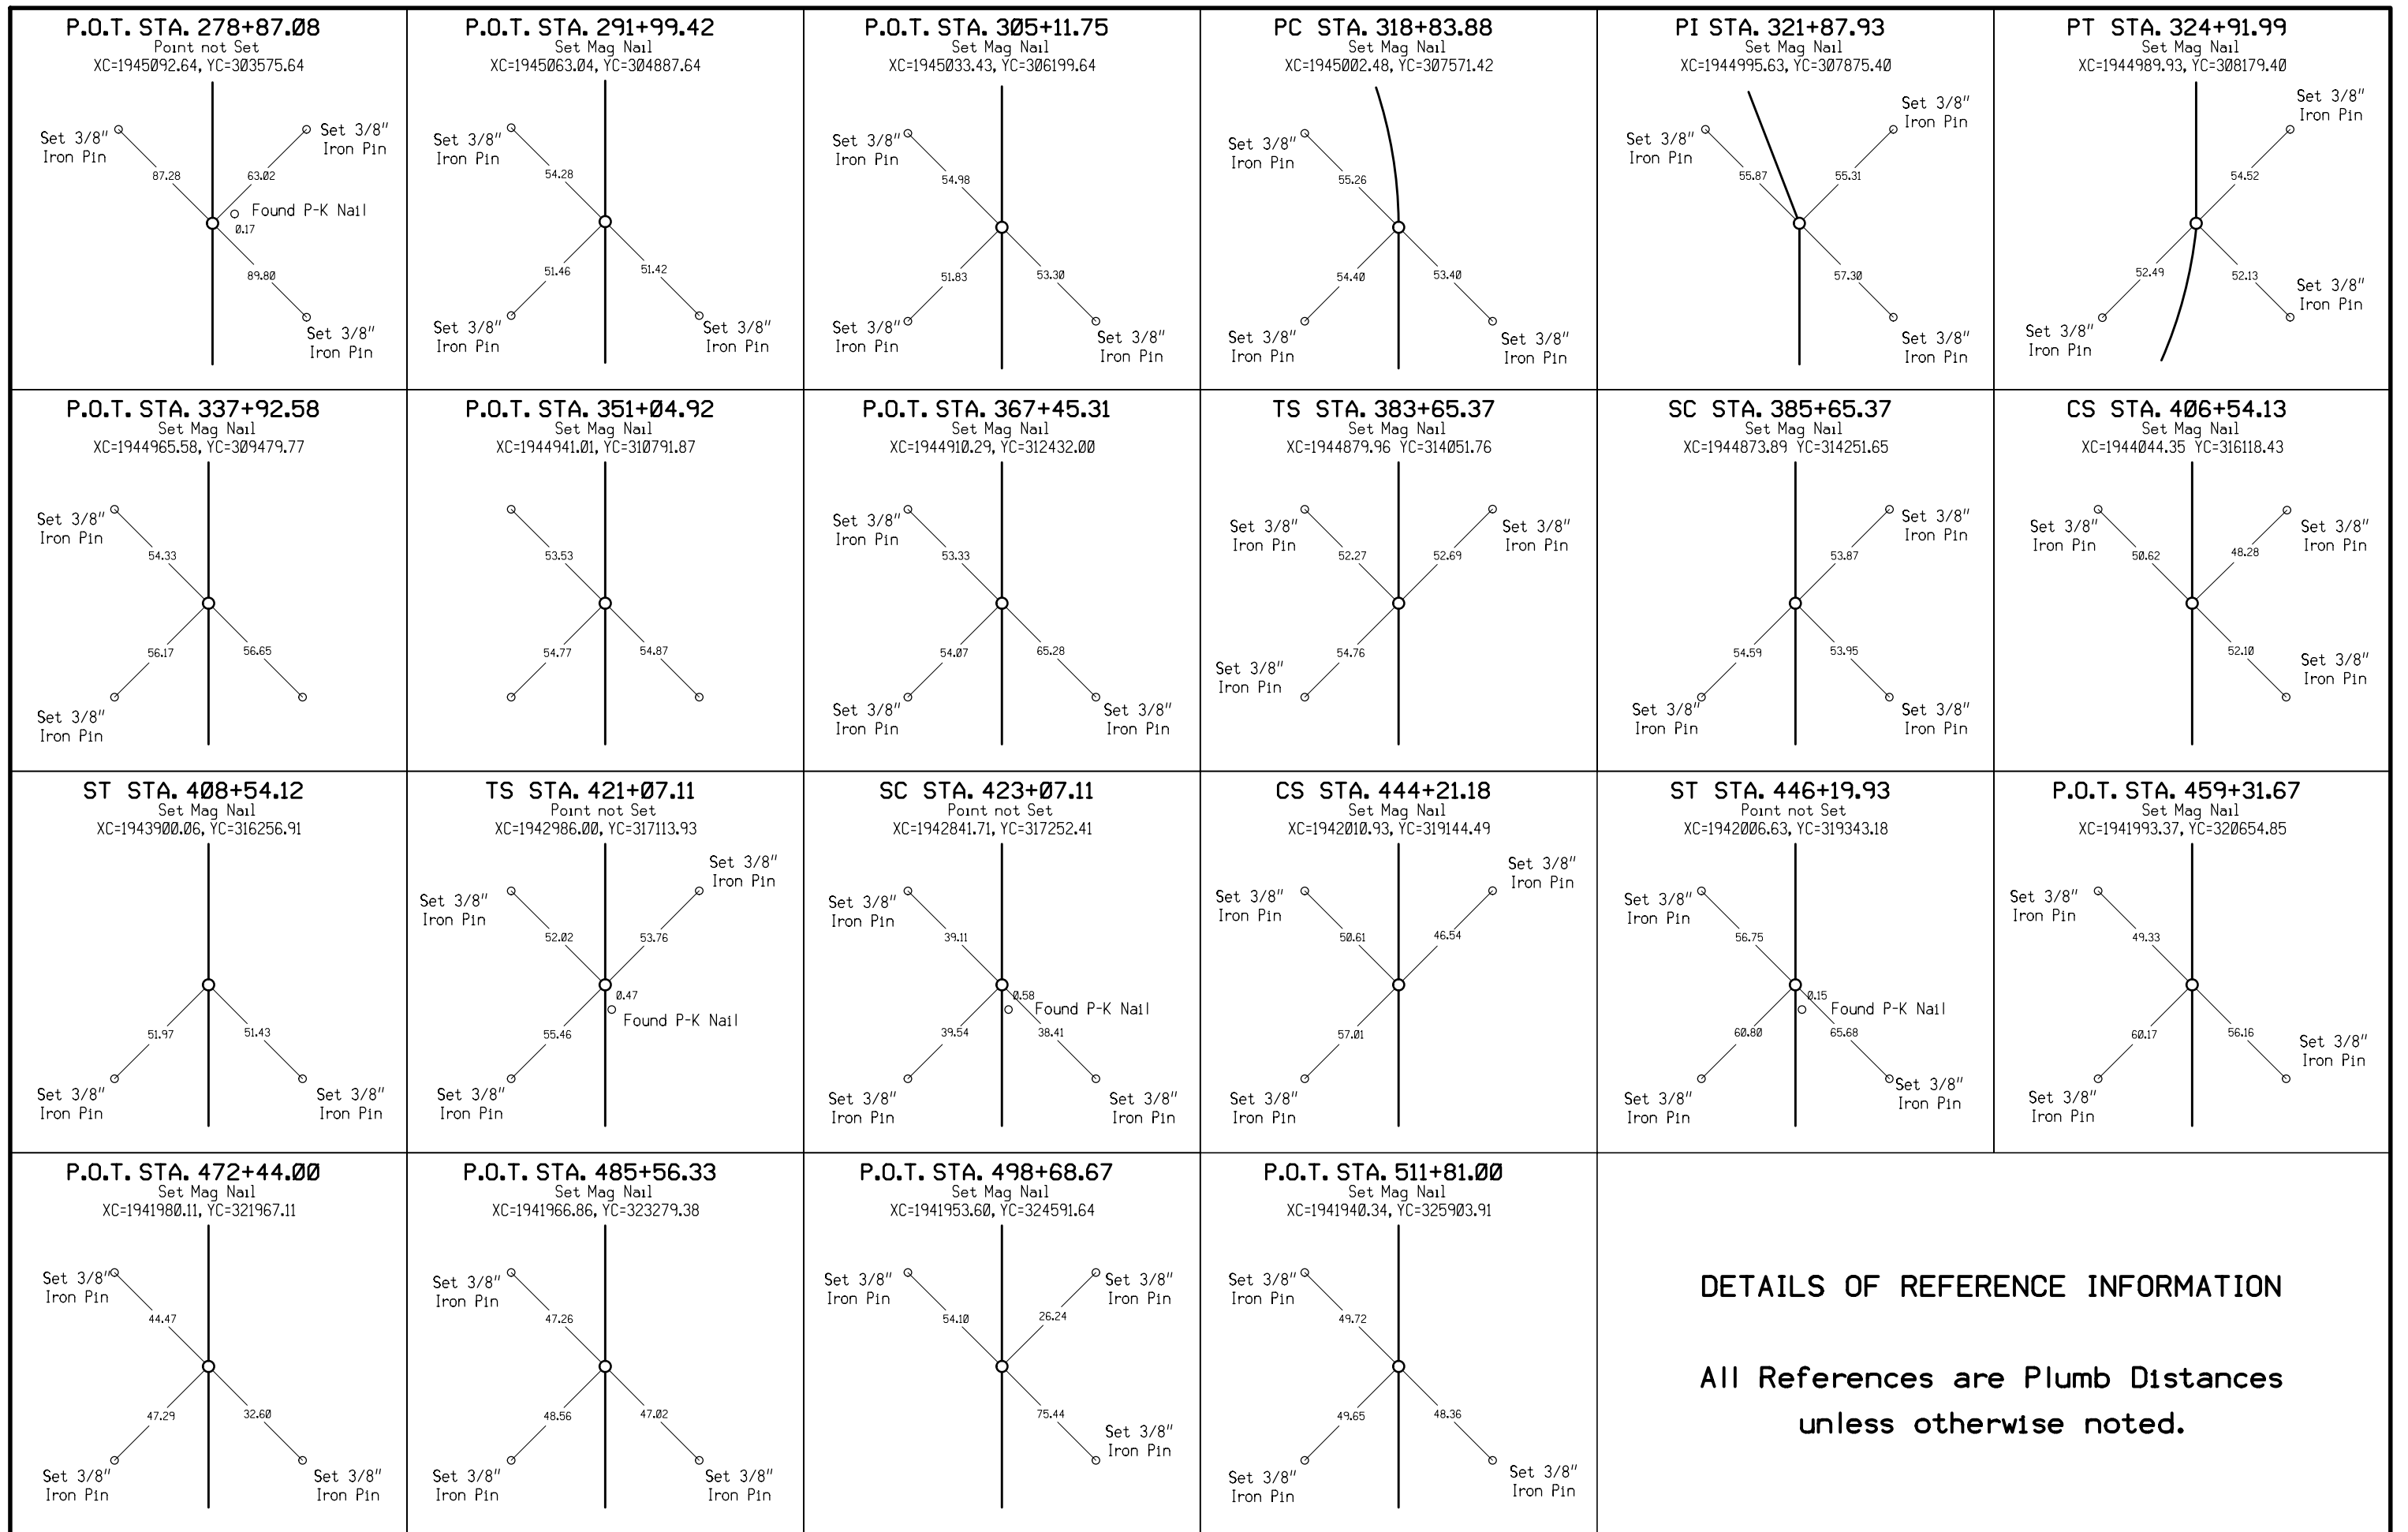 P.O.T. STA. 278+87.08
Point not Set
XC=1945092.64, YC=303575.64
Set 3/8"
Iron Pin
Set 3/8"
Iron Pin
87.28
63.02
Found P-K Nail
0.17
89.80
Set 3/8"
Iron Pin
P.O.T. STA. 291+99.42
Set Mag Nail
XC=1945063.04, YC=304887.64
Set 3/8"
Iron Pin
54.28
51.46
51.42
Set 3/8"
Iron Pin
Set 3/8"
Iron Pin
P.O.T. STA. 305+11.75
Set Mag Nail
XC=1945033.43, YC=306199.64
Set 3/8"
Iron Pin
54.98
51.83
53.30
Set 3/8"
Iron Pin
Set 3/8"
Iron Pin
PC STA. 318+83.88
Set Mag Nail
XC=1945002.48, YC=307571.42
Set 3/8"
Iron Pin
55.26
54.40
53.40
Set 3/8"
Iron Pin
Set 3/8"
Iron Pin
PI STA. 321+87.93
Set Mag Nail
XC=1944995.63, YC=307875.40
Set 3/8"
Iron Pin
Set 3/8"
Iron Pin
55.87
55.31
57.30
Set 3/8"
Iron Pin
PT STA. 324+91.99
Set Mag Nail
XC=1944989.93, YC=308179.40
Set 3/8"
Iron Pin
54.52
52.49
52.13
Set 3/8"
Iron Pin
Set 3/8"
Iron Pin
P.O.T. STA. 337+92.58
Set Mag Nail
XC=1944965.58, YC=309479.77
Set 3/8"
Iron Pin
54.33
56.17
56.65
Set 3/8"
Iron Pin
P.O.T. STA. 351+04.92
Set Mag Nail
XC=1944941.01, YC=310791.87
53.53
54.77
54.87
P.O.T. STA. 367+45.31
Set Mag Nail
XC=1944910.29, YC=312432.00
Set 3/8"
Iron Pin
53.33
54.07
65.28
Set 3/8"
Iron Pin
Set 3/8"
Iron Pin
TS STA. 383+65.37
Set Mag Nail
XC=1944879.96 YC=314051.76
Set 3/8"
Iron Pin
Set 3/8"
Iron Pin
52.27
52.69
54.76
Set 3/8"
Iron Pin
SC STA. 385+65.37
Set Mag Nail
XC=1944873.89 YC=314251.65
Set 3/8"
Iron Pin
53.87
54.59
53.95
Set 3/8"
Iron Pin
Set 3/8"
Iron Pin
CS STA. 406+54.13
Set Mag Nail
XC=1944044.35 YC=316118.43
Set 3/8"
Iron Pin
Set 3/8"
Iron Pin
50.62
48.28
52.10
Set 3/8"
Iron Pin
ST STA. 408+54.12
Set Mag Nail
XC=1943900.06, YC=316256.91
51.97
51.43
Set 3/8"
Iron Pin
Set 3/8"
Iron Pin
TS STA. 421+07.11
Point not Set
XC=1942986.00, YC=317113.93
Set 3/8"
Iron Pin
Set 3/8"
Iron Pin
52.02
53.76
0.47
Found P-K Nail
55.46
Set 3/8"
Iron Pin
SC STA. 423+07.11
Point not Set
XC=1942841.71, YC=317252.41
Set 3/8"
Iron Pin
39.11
0.58
Found P-K Nail
39.54
38.41
Set 3/8"
Iron Pin
Set 3/8"
Iron Pin
CS STA. 444+21.18
Set Mag Nail
XC=1942010.93, YC=319144.49
Set 3/8"
Iron Pin
Set 3/8"
Iron Pin
50.61
46.54
57.01
Set 3/8"
Iron Pin
ST STA. 446+19.93
Point not Set
XC=1942006.63, YC=319343.18
Set 3/8"
Iron Pin
56.75
0.15
Found P-K Nail
60.80
65.68
Set 3/8"
Iron Pin
Set 3/8"
Iron Pin
P.O.T. STA. 459+31.67
Set Mag Nail
XC=1941993.37, YC=320654.85
Set 3/8"
Iron Pin
49.33
60.17
56.16
Set 3/8"
Iron Pin
Set 3/8"
Iron Pin
P.O.T. STA. 472+44.00
Set Mag Nail
XC=1941980.11, YC=321967.11
Set 3/8"
Iron Pin
44.47
47.29
32.60
Set 3/8"
Iron Pin
Set 3/8"
Iron Pin
P.O.T. STA. 485+56.33
Set Mag Nail
XC=1941966.86, YC=323279.38
Set 3/8"
Iron Pin
47.26
48.56
47.02
Set 3/8"
Iron Pin
Set 3/8"
Iron Pin
P.O.T. STA. 498+68.67
Set Mag Nail
XC=1941953.60, YC=324591.64
Set 3/8"
Iron Pin
Set 3/8"
Iron Pin
54.10
26.24
75.44
Set 3/8"
Iron Pin
P.O.T. STA. 511+81.00
Set Mag Nail
XC=1941940.34, YC=325903.91
Set 3/8"
Iron Pin
49.72
49.65
48.36
Set 3/8"
Iron Pin
Set 3/8"
Iron Pin
DETAILS OF REFERENCE INFORMATION
All References are Plumb Distances
unless otherwise noted.